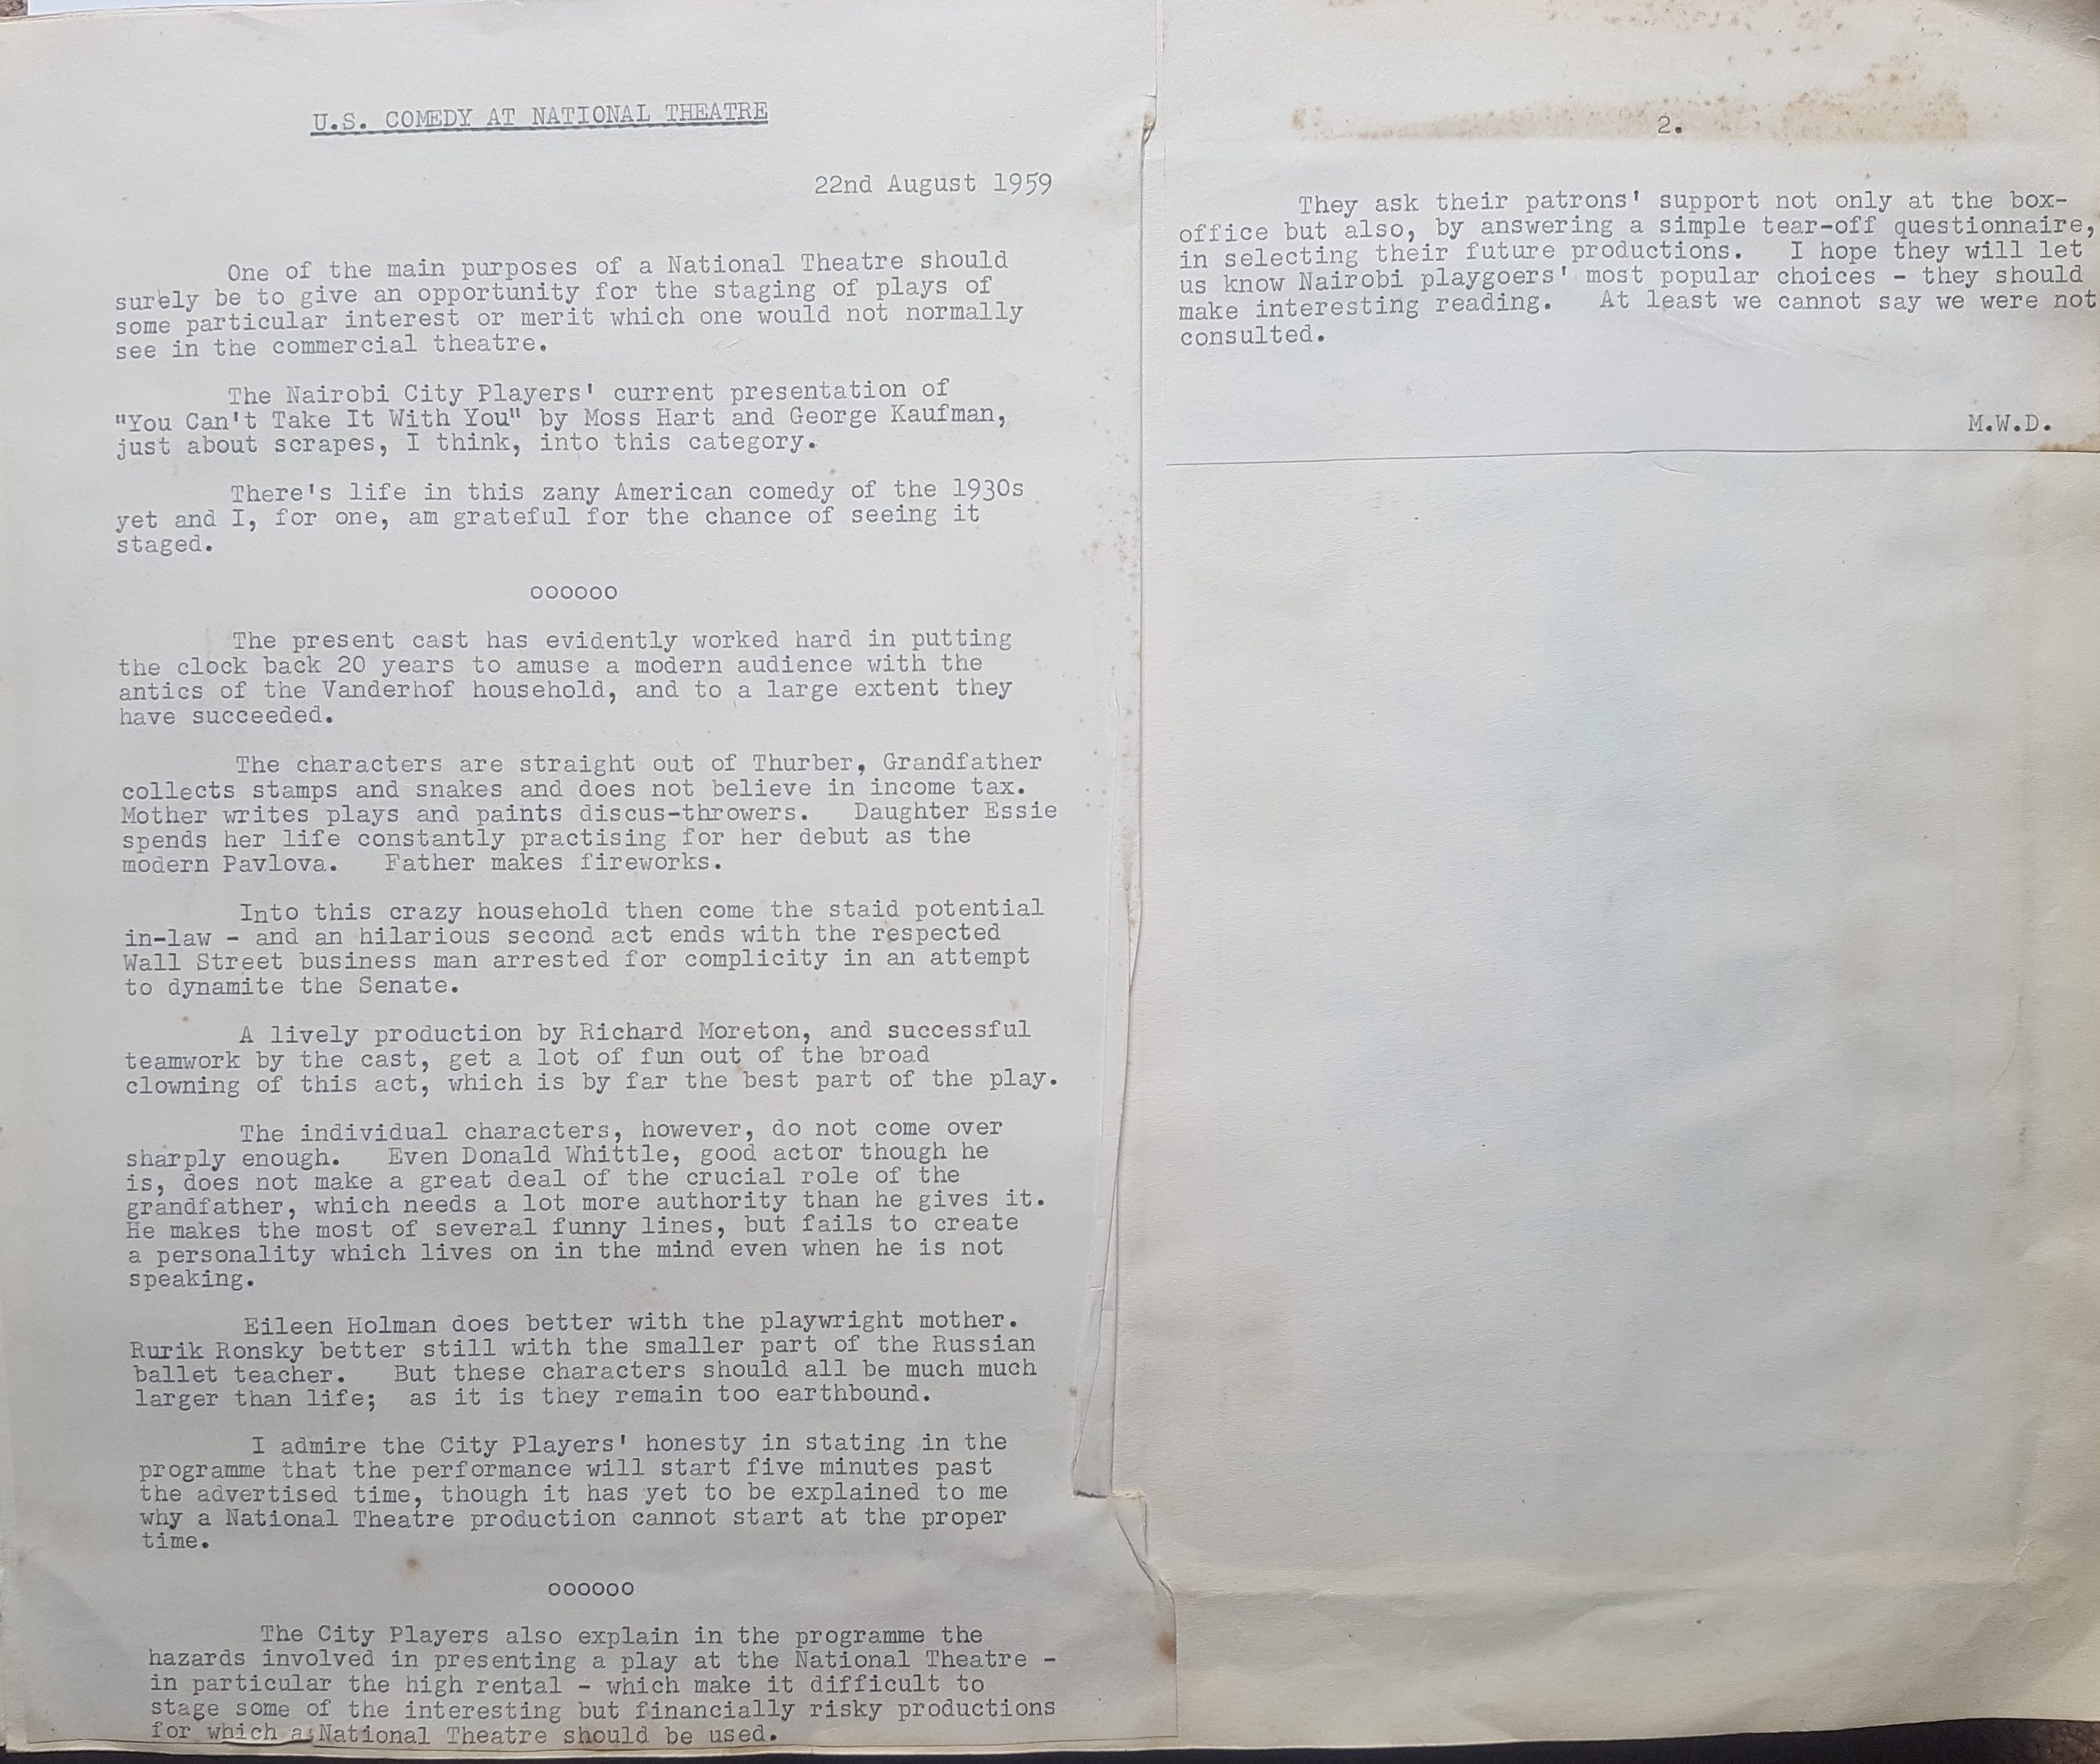 U.S. COMEDY AT NATIONAL THEATRE
22nd August 1959
One of the main purposes of a National Theatre should
surely be to give an opportunity for the staging of plays of
some particular interest or merit which one would not normally
see in the commercial theatre.
The Nairobi City Players' current presentation of
"You Can't Take It With You" by Moss Hart and George Kaufman,
just about scrapes, I think, into this category.
There's life in this zany American comedy of the 1930s
yet and I, for one, am grateful for the chance of seeing it
staged.
oooooo
The present cast has evidently worked hard in putting
the clock back 20 years to amuse a modern audience with the
antics of the Vanderhof household, and to a large extent they
have succeeded.
The characters are straight out of Thurber, Grandfather
collects stamps and snakes and does not believe in income tax.
Mother writes plays and paints discus-throwers. Daughter Essie
spends her life constantly practising for her debut as the
modern Pavlova. Father makes fireworks.
Into this crazy household then come the staid potential
in-law - and an hilarious second act ends with the respected
Wall Street business man arrested for complicity in an attempt
to dynamite the Senate.
A lively production by Richard Moreton, and successful
teamwork by the cast, get a lot of fun out of the broad
clowning of this act, which is by far the best part of the play.
The individual characters, however, do not come over
sharply enough. Even Donald Whittle, good actor though he
is, does not make a great deal of the crucial role of the
grandfather, which needs a lot more authority than he gives it.
He makes the most of several funny lines, but fails to create
a personality which lives on in the mind even when he is not
speaking.
Eileen Holman does better with the playwright mother.
Rurik Ronsky better still with the smaller part of the Russian
ballet teacher. But these characters should all be much much
larger than life; as it is they remain too earthbound.
I admire the City Players' honesty in stating in the
programme that the performance will start five minutes past
the advertised time, though it has yet to be explained to me
why a National Theatre production cannot start at the proper
time.
oooooo
The City Players also explain in the programme the
hazards involved in presenting a play at the National Theatre -
in particular the high rental - which make it difficult to
stage some of the interesting but financially risky productions
for which a National Theatre should be used.
2.
They ask their patrons' support not only at the box-
office but also, by answering a simple tear-off questionnaire,
in selecting their future productions. I hope they will let
us know Nairobi playgoers' most popular choices - they should
make interesting reading. At least we cannot say we were not
consulted.
M.W.D.